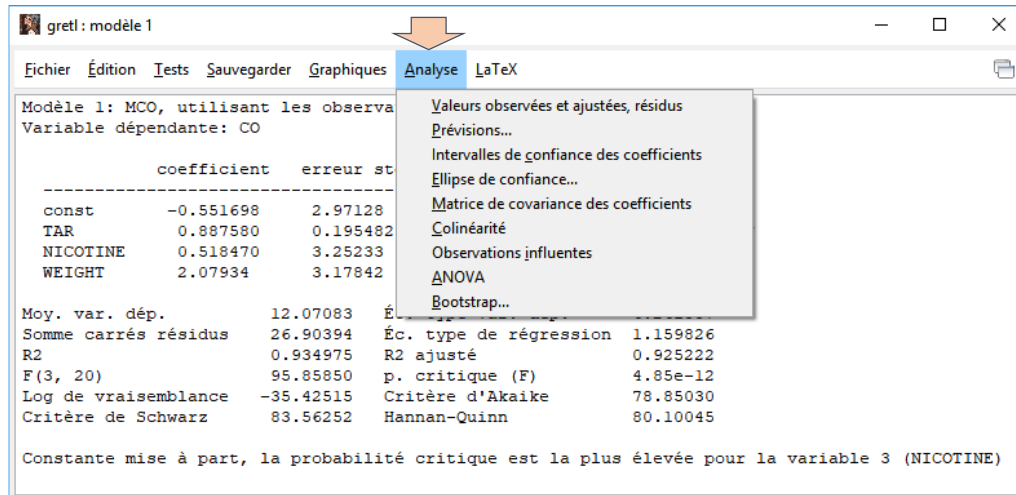 gretl : modèle 1
Fichier Édition Tests Sauvegarder Graphiques Analyse LaTeX
Valeurs observées et ajustées, résidus
Prévisions...
Intervalles de confiance des coefficients
Ellipse de confiance...
Matrice de covariance des coefficients
Colinéarité
Observations influentes
ANOVA
Bootstrap...
Modèle 1: MCO, utilisant les observa
Variable dépendante: CO
coefficient erreur st
const -0.551698 2.97128
TAR 0.887580 0.195482
NICOTINE 0.518470 3.25233
WEIGHT 2.07934 3.17842
Moy. var. dép. 12.07083
Somme carrés résidus 26.90394 Éc. type de régression 1.159826
R2 0.934975 R2 ajusté 0.925222
F(3, 20) 95.85850 p. critique (F) 4.85e-12
Log de vraisemblance -35.42515 Critère d'Akaike 78.85030
Critère de Schwarz 83.56252 Hannan-Quinn 80.10045
Constante mise à part, la probabilité critique est la plus élevée pour la variable 3 (NICOTINE)